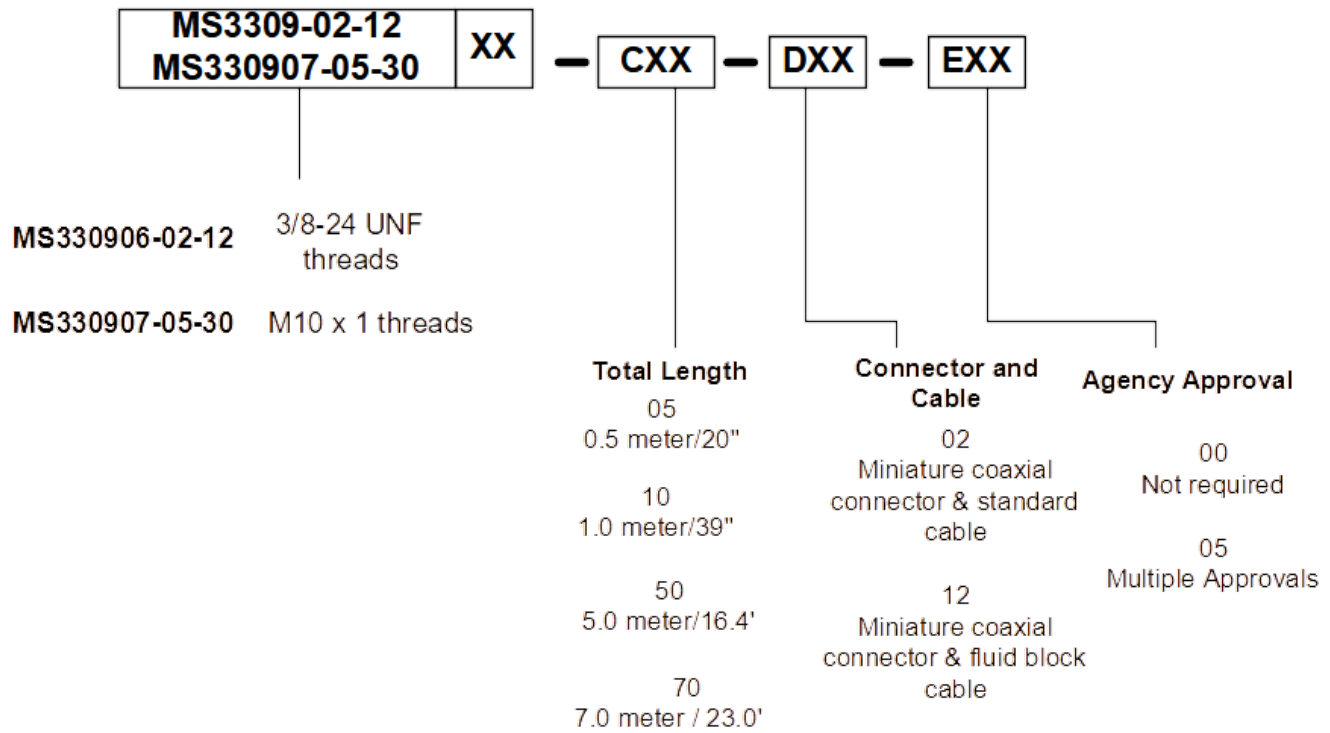 MS3309-02-12
MS330907-05-30
XX
CXX
DXX
EXX
MS330906-02-12
3/8-24 UNF
threads
MS330907-05-30
M10 x 1 threads
Total Length
05
0.5 meter/20"
10
1.0 meter/39"
50
5.0 meter/16.4'
70
7.0 meter / 23.0'
Connector and
Cable
02
Miniature coaxial
connector & standard
cable
12
Miniature coaxial
connector & fluid block
cable
Agency Approval
00
Not required
05
Multiple Approvals